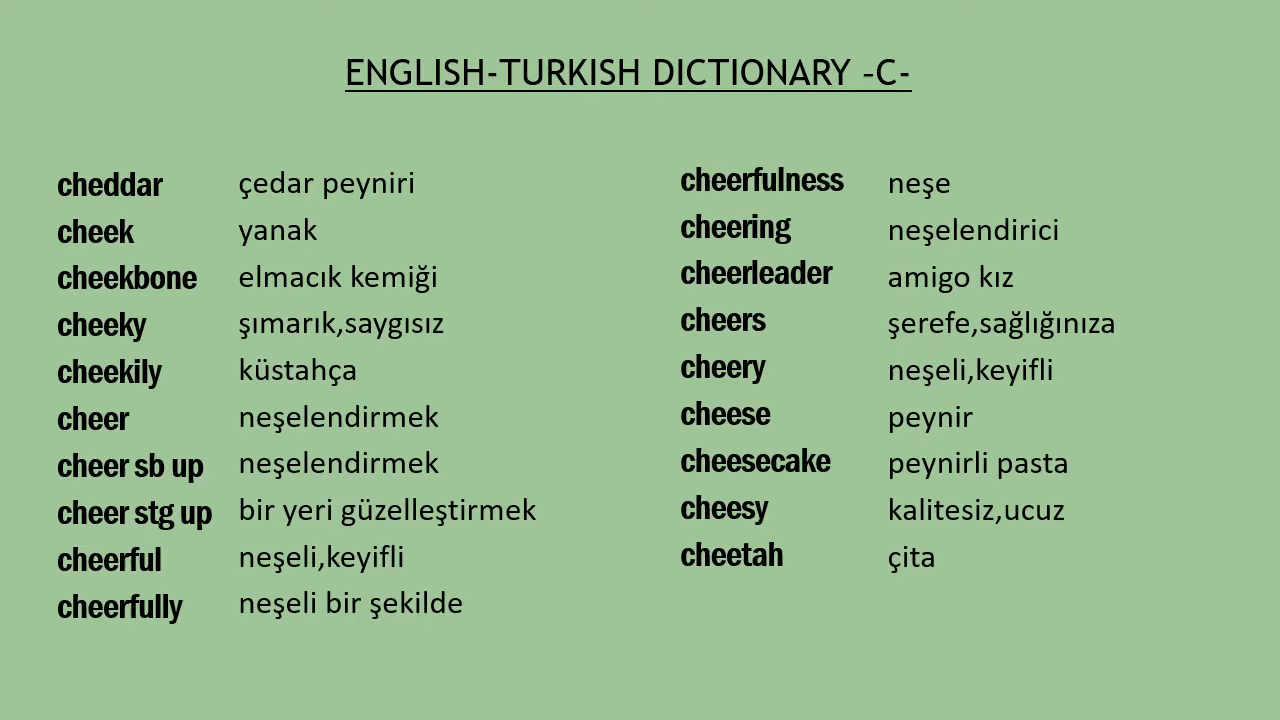 ENGLISH-TURKISH DICTIONARY –C-
cheddar çedar peyniri
cheek yanak
cheekbone elmacık kemiği
cheeky şımarık,saygısız
cheekily küstahça
cheer neşelendirmek
cheer sb up neşelendirmek
cheer stg up bir yeri güzelleştirmek
cheerful neşeli,keyifli
cheerfully neşeli bir şekilde
cheerfulness neşe
cheering neşelendirici
cheerleader amigo kız
cheers şerefe,sağlığınıza
cheery neşeli,keyifli
cheese peynir
cheesecake peynirli pasta
cheesy kalitesiz,ucuz
cheetah çita